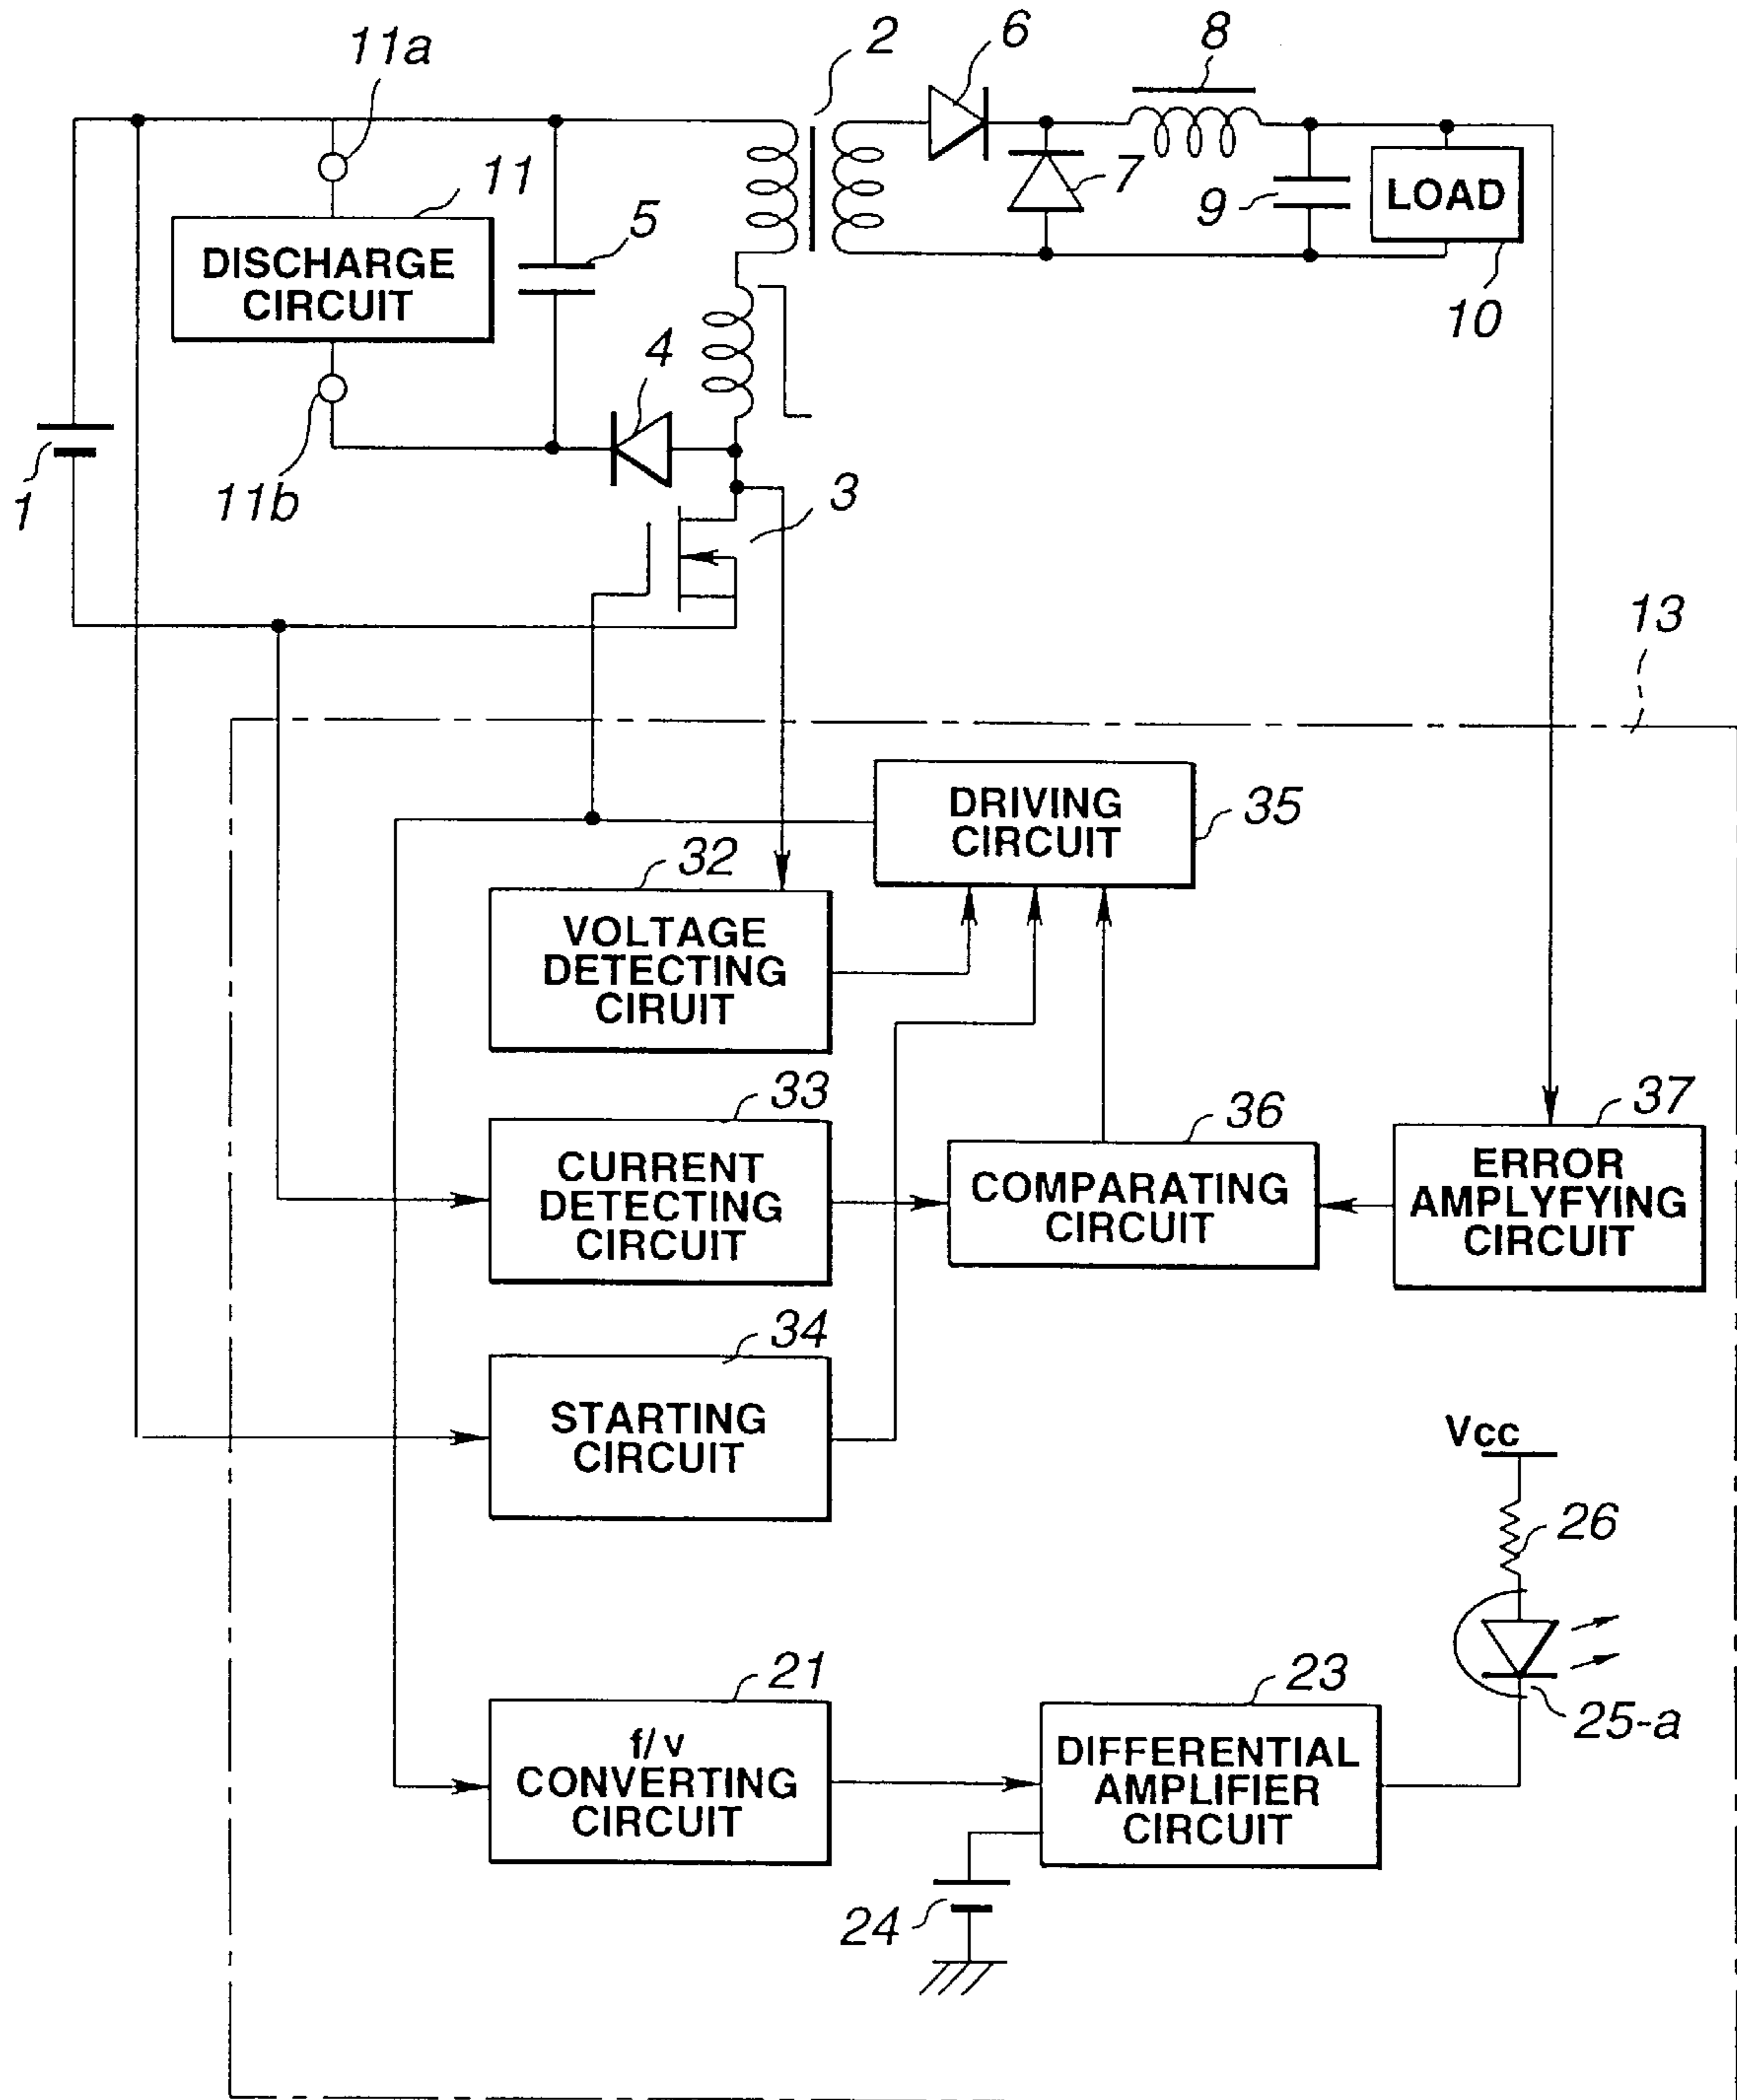 11a
2
6
8
11
DISCHARGE
CIRCUIT
5
7
9
LOAD
10
4
1
11b
3
13
DRIVING
CIRCUIT
35
32
VOLTAGE
DETECTING
CIRUIT
33
CURRENT
DETECTING
CIRCUIT
36
COMPARATING
CIRCUIT
37
ERROR
AMPLYFYING
CIRCUIT
34
STARTING
CIRCUIT
Vcc
26
25-a
21
f/v
CONVERTING
CIRCUIT
23
DIFFERENTIAL
AMPLIFIER
CIRCUIT
24